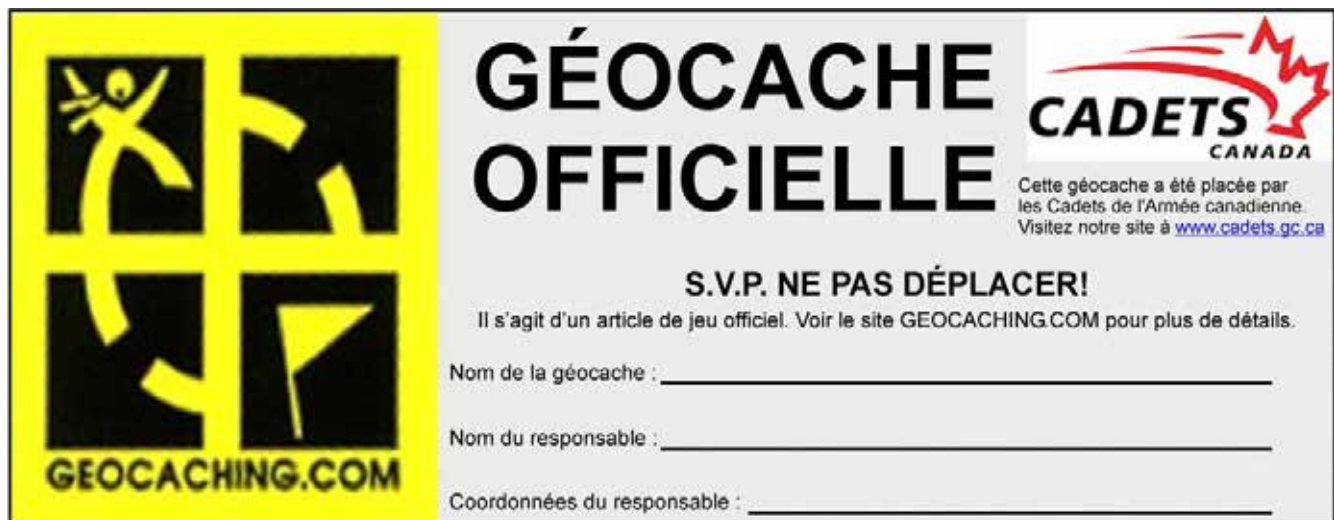 GEOCACHING.COM
GÉOCACHE
OFFICIELLE
CADETS
CANADA
Cette géocache a été placée par
les Cadets de l'Armée canadienne.
Visitez notre site à www.cadets.gc.ca
S.V.P. NE PAS DÉPLACER!
Il s'agit d'un article de jeu officiel. Voir le site GEOCACHING.COM pour plus de détails.
Nom de la géocache :
Nom du responsable :
Coordonnées du responsable :